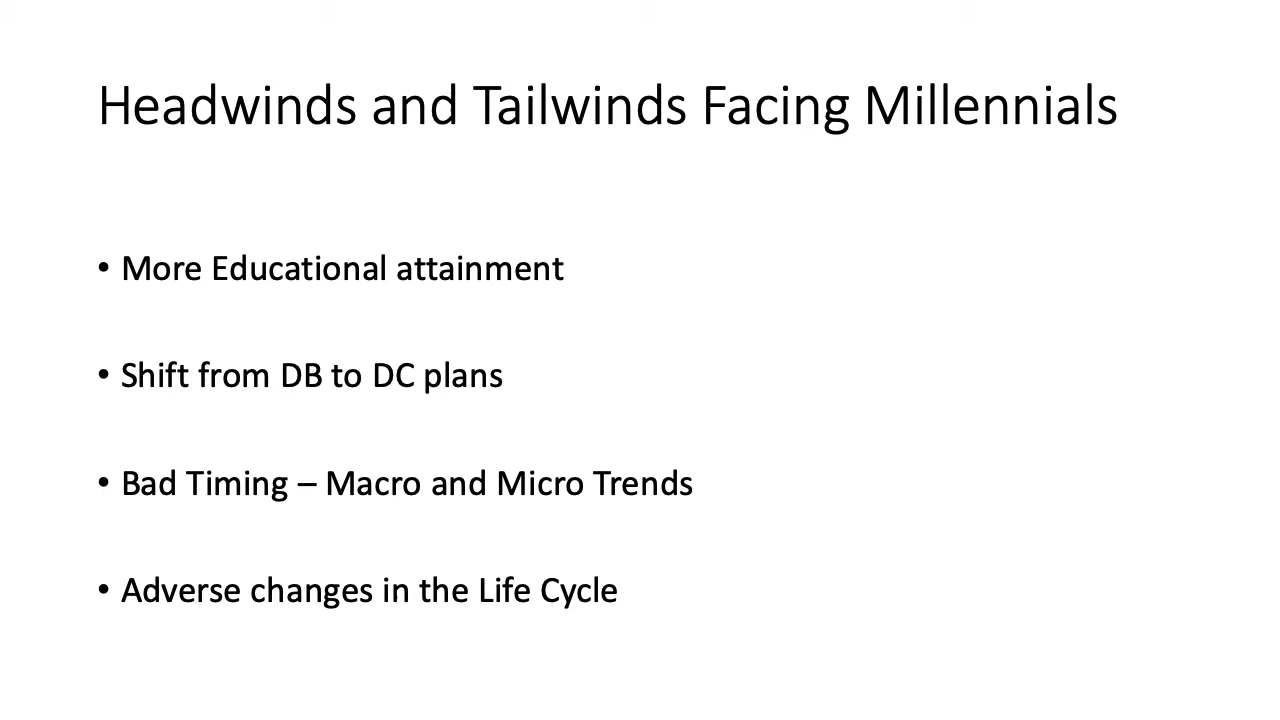 Headwinds and Tailwinds Facing Millennials
• More Educational attainment
• Shift from DB to DC plans
• Bad Timing – Macro and Micro Trends
• Adverse changes in the Life Cycle